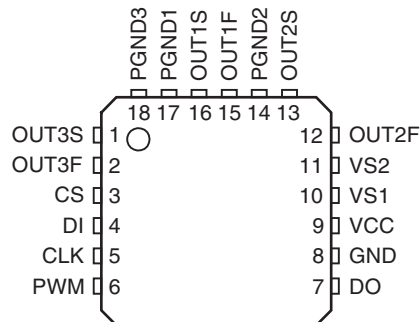 PGND3
PGND1
OUT1S
OUT1F
PGND2
OUT2S
18 17 16 15 14 13
OUT3S 1 12 OUT2F
OUT3F 2 11 VS2
CS 3 10 VS1
DI 4 9 VCC
CLK 5 8 GND
PWM 6 7 DO